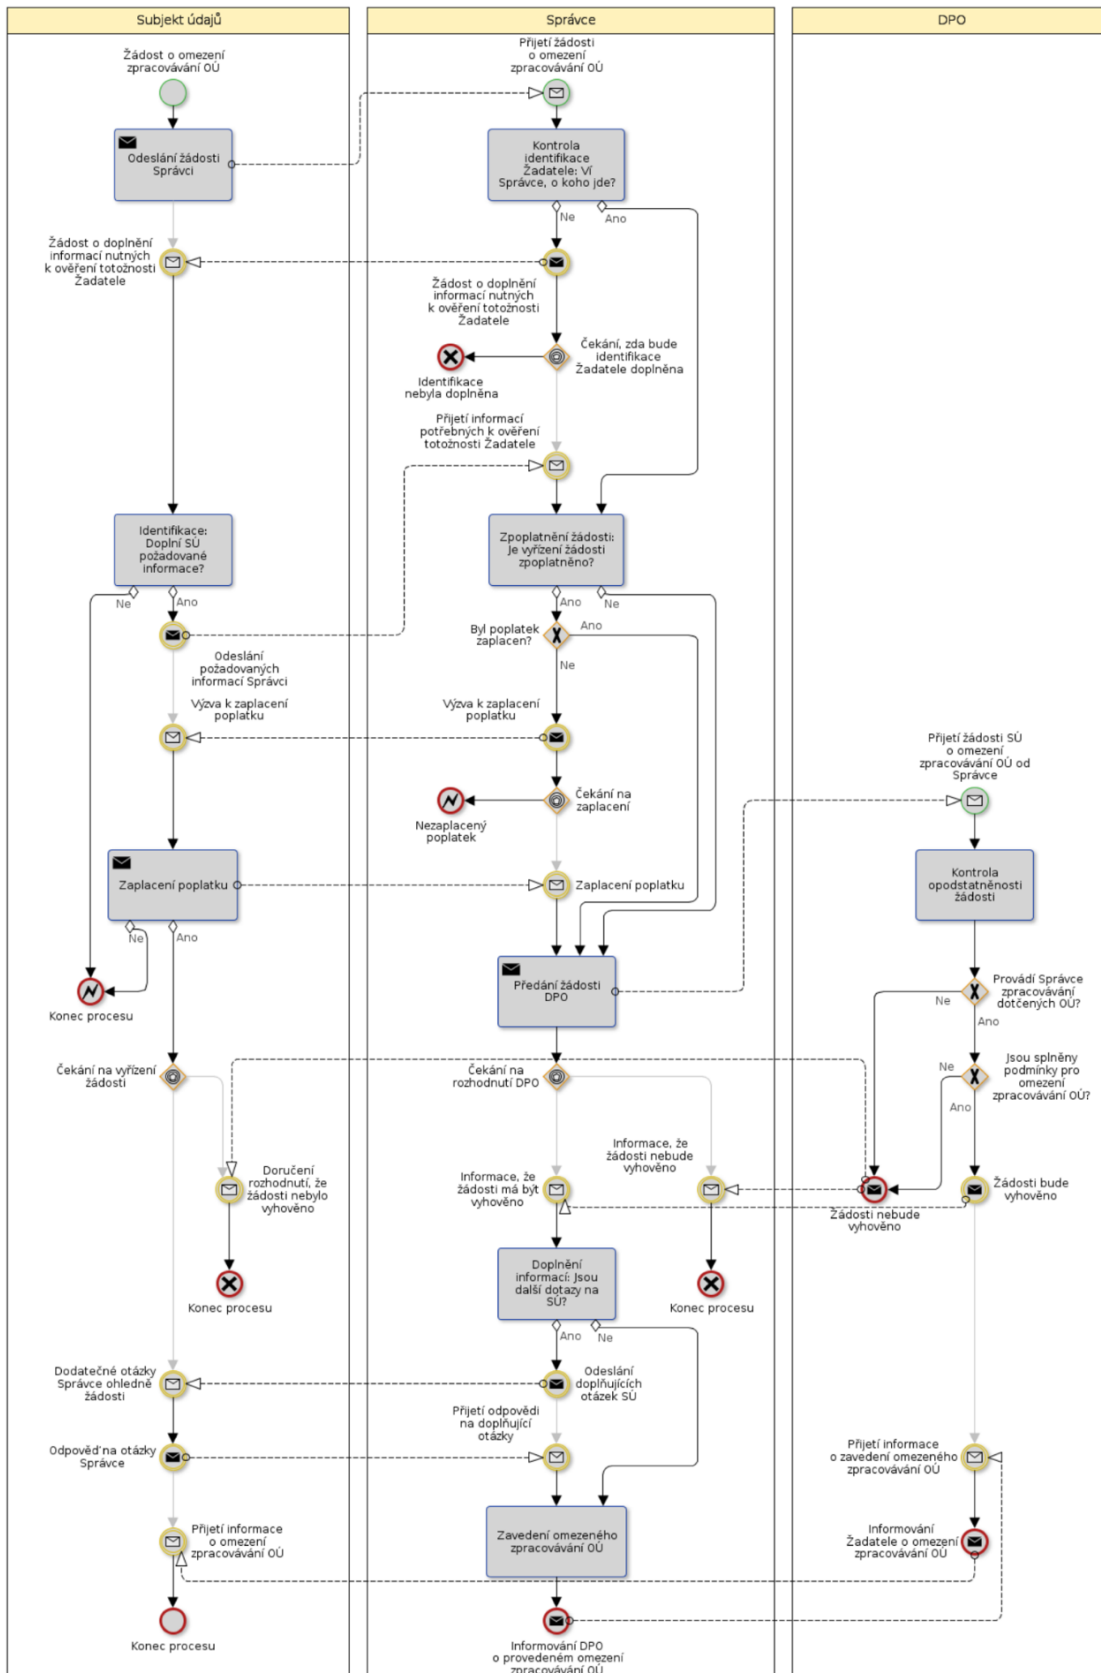 Subjekt údajů
Správce
DPO
Žádost o omezení
zpracovávání OÚ
Přijetí žádosti
o omezení
zpracovávání OÚ
Odeslání žádosti
Správci
Kontrola
identifikace
Žadatele: Ví
Správce, o koho jde?
Ne
Ano
Žádost o doplnění
informací nutných
k ověření totožnosti
Žadatele
Žádost o doplnění
informací nutných
k ověření totožnosti
Žadatele
Čekání, zda bude
identifikace
Žadatele doplněna
Identifikace
nebyla doplněna
Přijetí informací
potřebných k ověření
totožnosti Žadatele
Identifikace:
Doplní SÚ
požadované
informace?
Zpoplatnění žádosti:
Je vyřízení žádosti
zpoplatněno?
Ne
Ano
Ano
Ne
Byl poplatek
zaplacen?
Ano
Ne
Odeslání
požadovaných
informací Správci
Výzva k zaplacení
poplatku
Výzva k zaplacení
poplatku
Přijetí žádosti SÚ
o omezení
zpracovávání OÚ od
Správce
Čekání na
zaplacení
Nezaplacený
poplatek
Zaplacení poplatku
Zaplacení poplatku
Kontrola
opodstatněnosti
žádosti
Ne
Ano
Předání žádosti
DPO
Provádí Správce
zpracovávání
dotčených OÚ?
Ne
Ano
Konec procesu
Čekání na vyřízení
žádosti
Čekání na
rozhodnutí DPO
Jsou splněny
podmínky pro
omezení
zpracovávání OÚ?
Ne
Ano
Doručení
rozhodnutí, že
žádosti nebylo
vyhověno
Informace, že
žádosti má být
vyhověno
Informace, že
žádosti nebude
vyhověno
Žádosti nebude
vyhověno
Žádosti bude
vyhověno
Konec procesu
Doplnění
informací: Jsou
další dotazy na
SÚ?
Konec procesu
Ano
Ne
Dodatečné otázky
Správce ohledně
žádosti
Odeslání
doplňujících
otázek SÚ
Přijetí odpovědi
na doplňující
otázky
Odpověď na otázky
Správce
Přijetí informace
o zavedení omezeného
zpracovávání OÚ
Přijetí informace
o omezení
zpracovávání OÚ
Zavedení omezeného
zpracovávání OÚ
Informování
Žadatele o omezení
zpracovávání OÚ
Konec procesu
Informování DPO
o provedeném omezení
zpracovávání OÚ